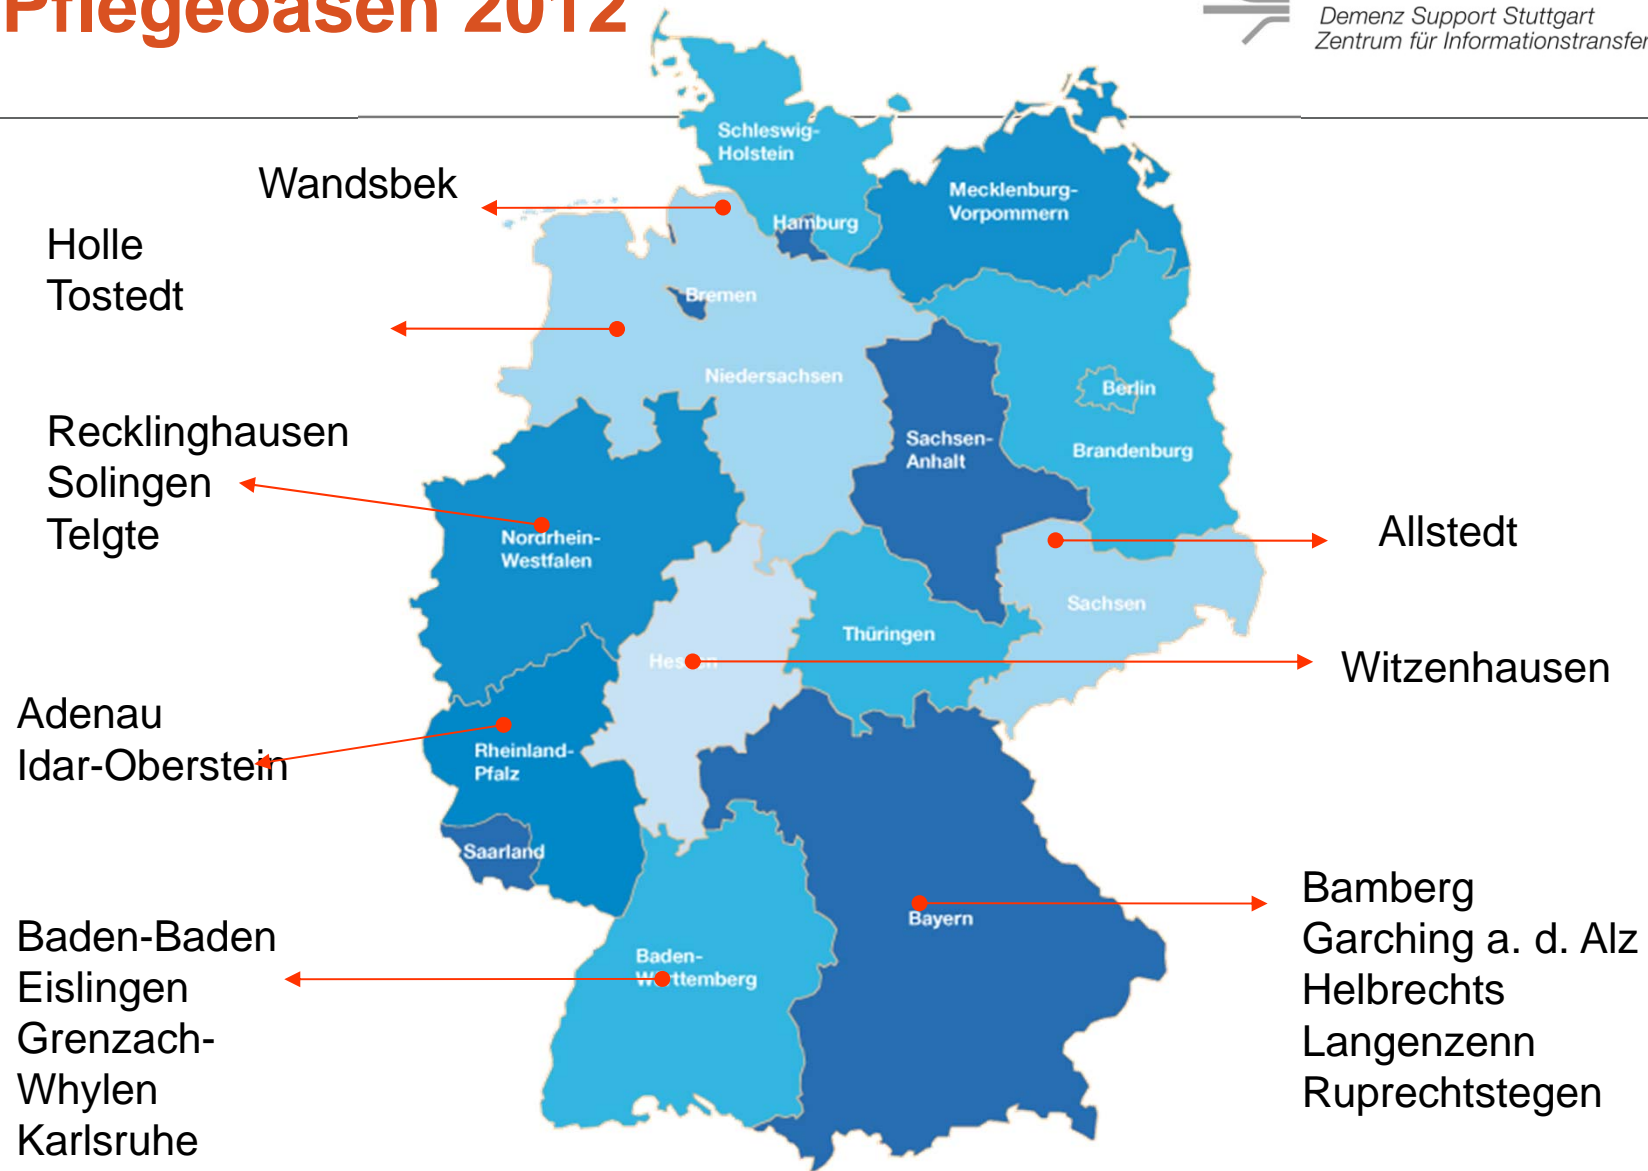 Pflegeoasen 2012
Demenz Support Stuttgart
Zentrum für Informationstransfer
Schleswig-
Holstein
Wandsbek
Mecklenburg-
Vorpommern
Hamburg
Holle
Tostedt
Bremen
Niedersachsen
Berlin
Recklinghausen
Solingen
Telgte
Sachsen-
Anhalt
Brandenburg
Nordrhein-
Westfalen
Allstedt
Sachsen
Thüringen
Hessen
Witzenhausen
Adenau
Idar-Oberstein
Rheinland-
Pfalz
Saarland
Bamberg
Garching a. d. Alz
Helbrechts
Langenzenn
Ruprechtstegen
Bayern
Baden-Baden
Eislingen
Grenzach-
Whylen
Karlsruhe
Baden-
Württemberg